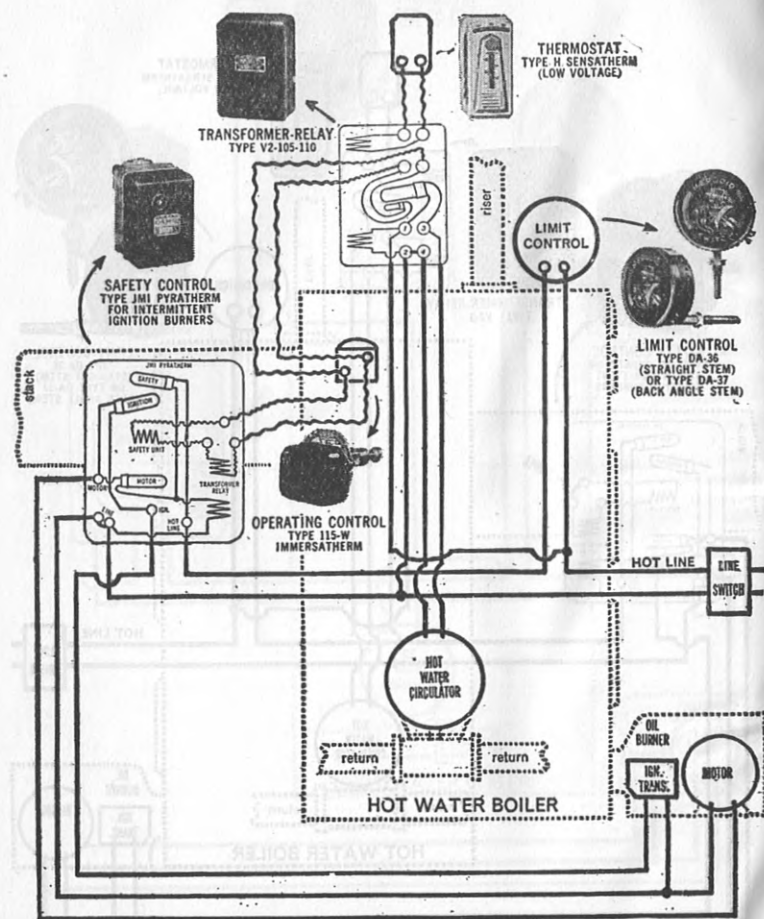 THERMOSTAT
TYPE H SENSATHERM
(LOW VOLTAGE)
TRANSFORMER-RELAY
TYPE V2-105-110
riser
LIMIT
CONTROL
SAFETY CONTROL
TYPE JM1 PYRATHERM
FOR INTERMITTENT
IGNITION BURNERS
LIMIT CONTROL
TYPE DA-36
(STRAIGHT STEM)
OR TYPE DA-37
(BACK ANGLE STEM)
stack
JM1 PYRATHERM
SAFETY
IGNITION
SAFETY UNIT
MOTOR
MOTOR
TRANSFORMER
RELAY
LINE
IGN.
HOT
LINE
OPERATING CONTROL
TYPE 115-W
IMMERSATHERM
HOT LINE
LINE
SWITCH
HOT
WATER
CIRCULATOR
return
return
HOT WATER BOILER
OIL
BURNER
IGN.
TRANS.
MOTOR